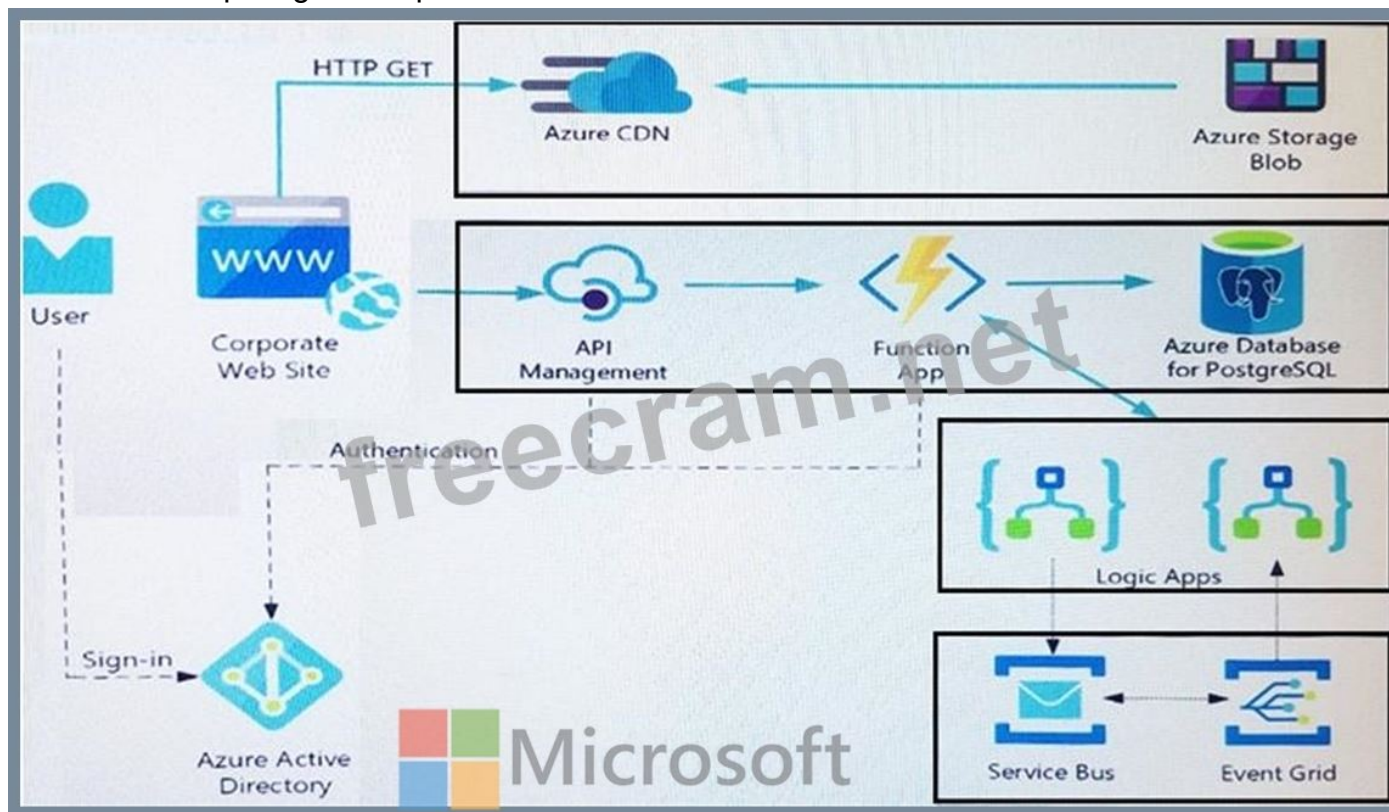 HTTP GET
Azure CDN
Azure Storage
Blob
User
www
Corporate
Web Site
API
Management
Function
App
Azure Database
for PostgreSQL
freecram.net
Authentication
Logic Apps
Sign-in
Azure Active
Directory
Microsoft
Service Bus
Event Grid